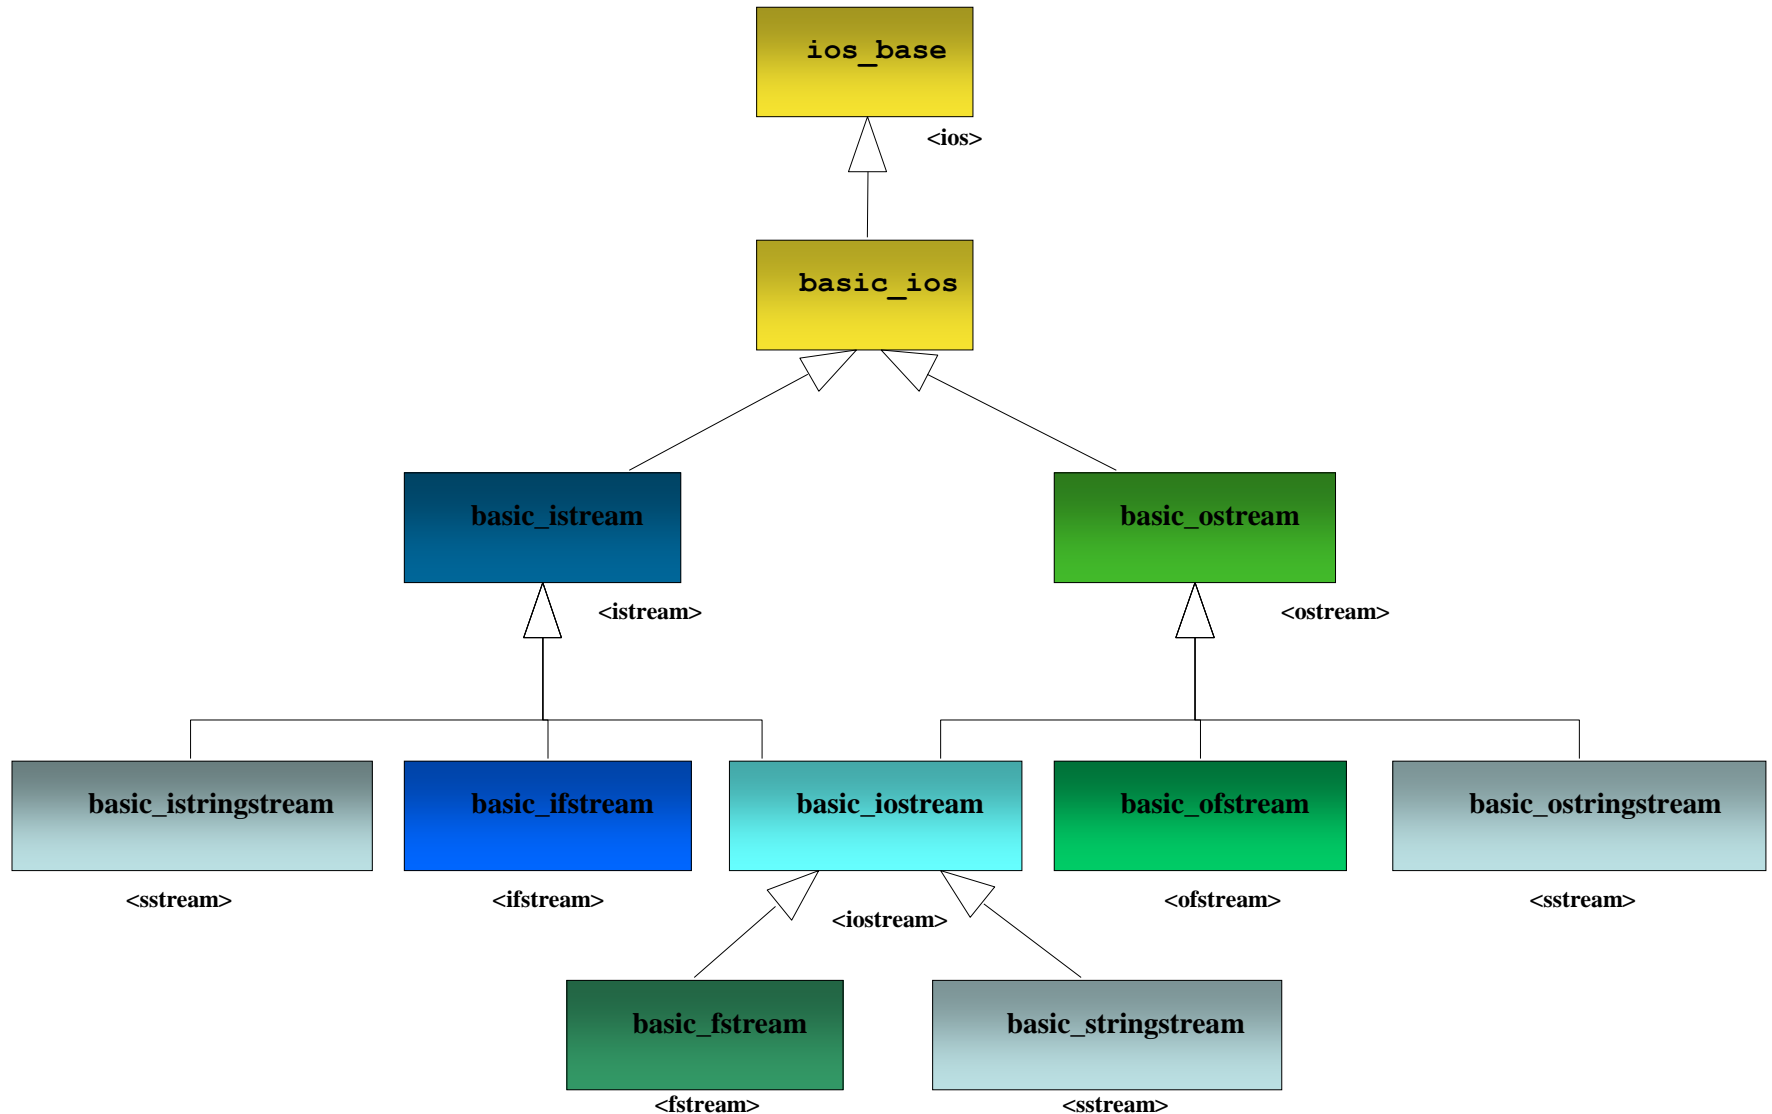 ios_base
<ios>
basic_ios
basic_istream
basic_ostream
<istream>
<ostream>
basic_istringstream
basic_ifstream
basic_iostream
basic_ofstream
basic_ostringstream
<sstream>
<ifstream>
<iostream>
<ofstream>
<sstream>
basic_fstream
basic_stringstream
<fstream>
<sstream>